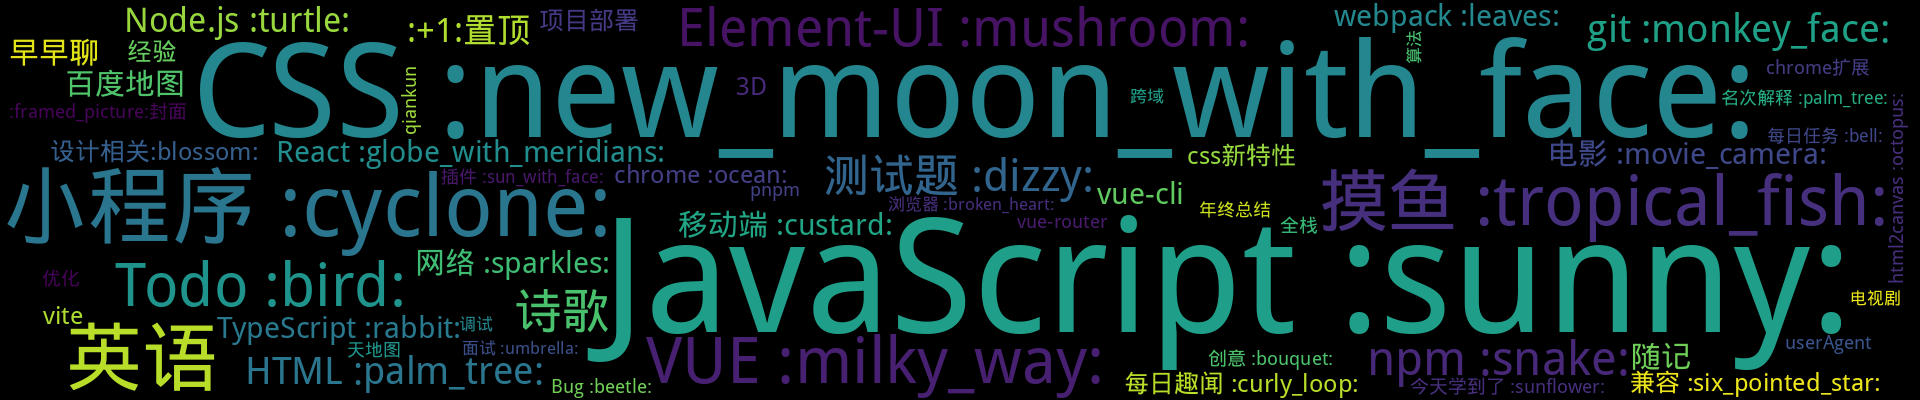 Node.js :turtle:
:+1:置顶
项目部署
Element-UI :mushroom:
webpack :leaves:
git :monkey_face:
早早聊
经验
百度地图
:framed_picture:封面
CSS :new_moon_with_face:
qiankun
3D
跨域
算法
chrome扩展
名次解释 :palm_tree:
每日任务 :bell:
设计相关:blossom:
React :globe_with_meridians:
插件 :sun_with_face:
chrome :ocean:
pnpm
测试题 :dizzy:
浏览器 :broken_heart:
css新特性
vue-cli
电影 :movie_camera:
html2canvas :octopus:
小程序 :cyclone:
移动端 :custard:
vue-router
年终总结
全栈
摸鱼 :tropical_fish:
网络 :sparkles:
JavaScript :sunny:
优化
Todo :bird:
诗歌
电视剧
vite
英语
TypeScript :rabbit:
调试
天地图
面试 :umbrella:
HTML :palm_tree:
Bug :beetle:
VUE :milky_way:
创意 :bouquet:
每日趣闻 :curly_loop:
npm :snake:
随记
userAgent
今天学到了 :sunflower:
兼容 :six_pointed_star: